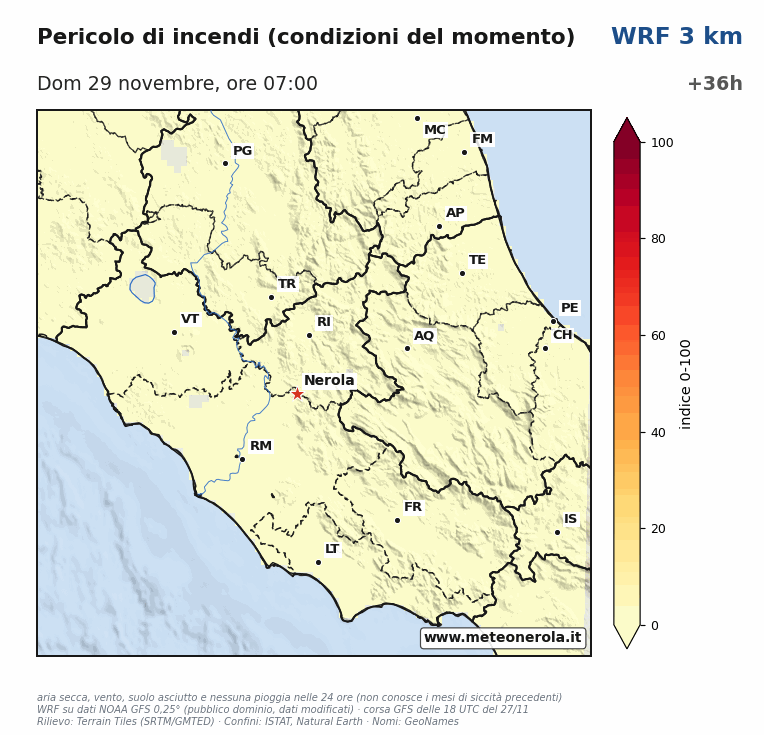 Pericolo di incendi (condizioni del momento)
WRF 3 km
Dom 29 novembre, ore 07:00
+36h
MC
FM
PG
AP
TE
TR
PE
VT
RI
AQ
CH
Nerola
RM
FR
IS
LT
www.meteonerola.it
100
80
60
40
20
0
indice 0-100
aria secca, vento, suolo asciutto e nessuna pioggia nelle 24 ore (non conosce i mesi di siccità precedenti)
WRF su dati NOAA GFS 0,25° (pubblico dominio, dati modificati) · corsa GFS delle 18 UTC del 27/11
Rilievo: Terrain Tiles (SRTM/GMTED) · Confini: ISTAT, Natural Earth · Nomi: GeoNames